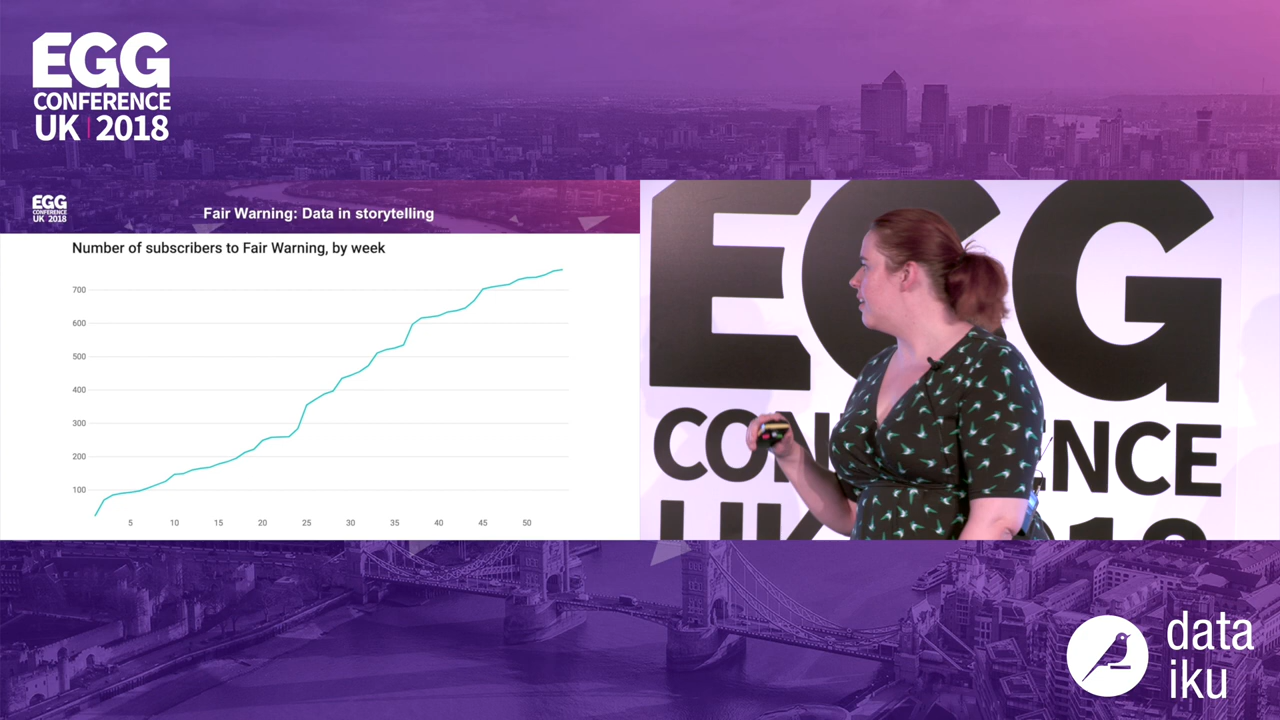 EGG
CONFERENCE
UK | 2018
EGG
CONFERENCE
UK 2018
Fair Warning: Data in storytelling
Number of subscribers to Fair Warning, by week
700
600
500
400
300
200
100
5 10 15 20 25 30 35 40 45 50
EGG
CON ENCE
UK 2018
data
iku